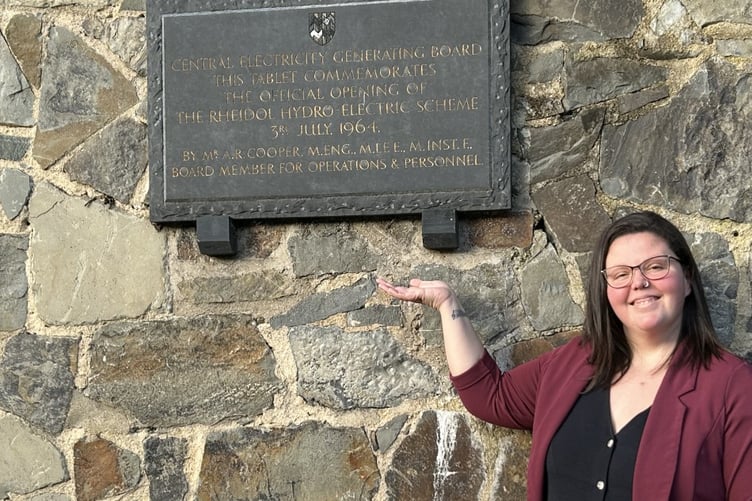 CENTRAL ELECTRICITY GENERATING BOARD
THIS TABLET COMMEMORATES
THE OFFICIAL OPENING OF
THE RHEIDOL HYDRO ELECTRIC SCHEME
3RD JULY, 1964.
BY MR. A.R. COOPER, M.ENG., M.I.E.E., M.INST.F.,
BOARD MEMBER FOR OPERATIONS & PERSONNEL.